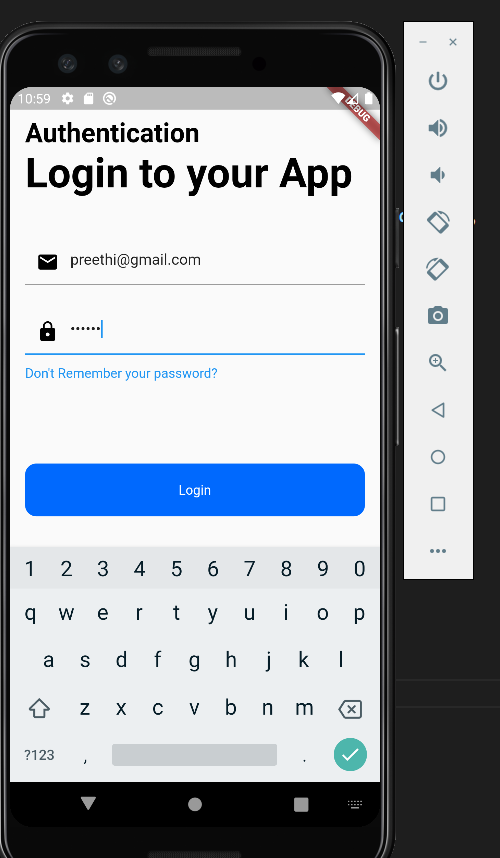 10:59
DEBUG
Authentication
Login to your App
preethi@gmail.com
••••••
Don't Remember your password?
Login
1 2 3 4 5 6 7 8 9 0
q w e r t y u i o p
a s d f g h j k l
z x c v b n m
?123 , .